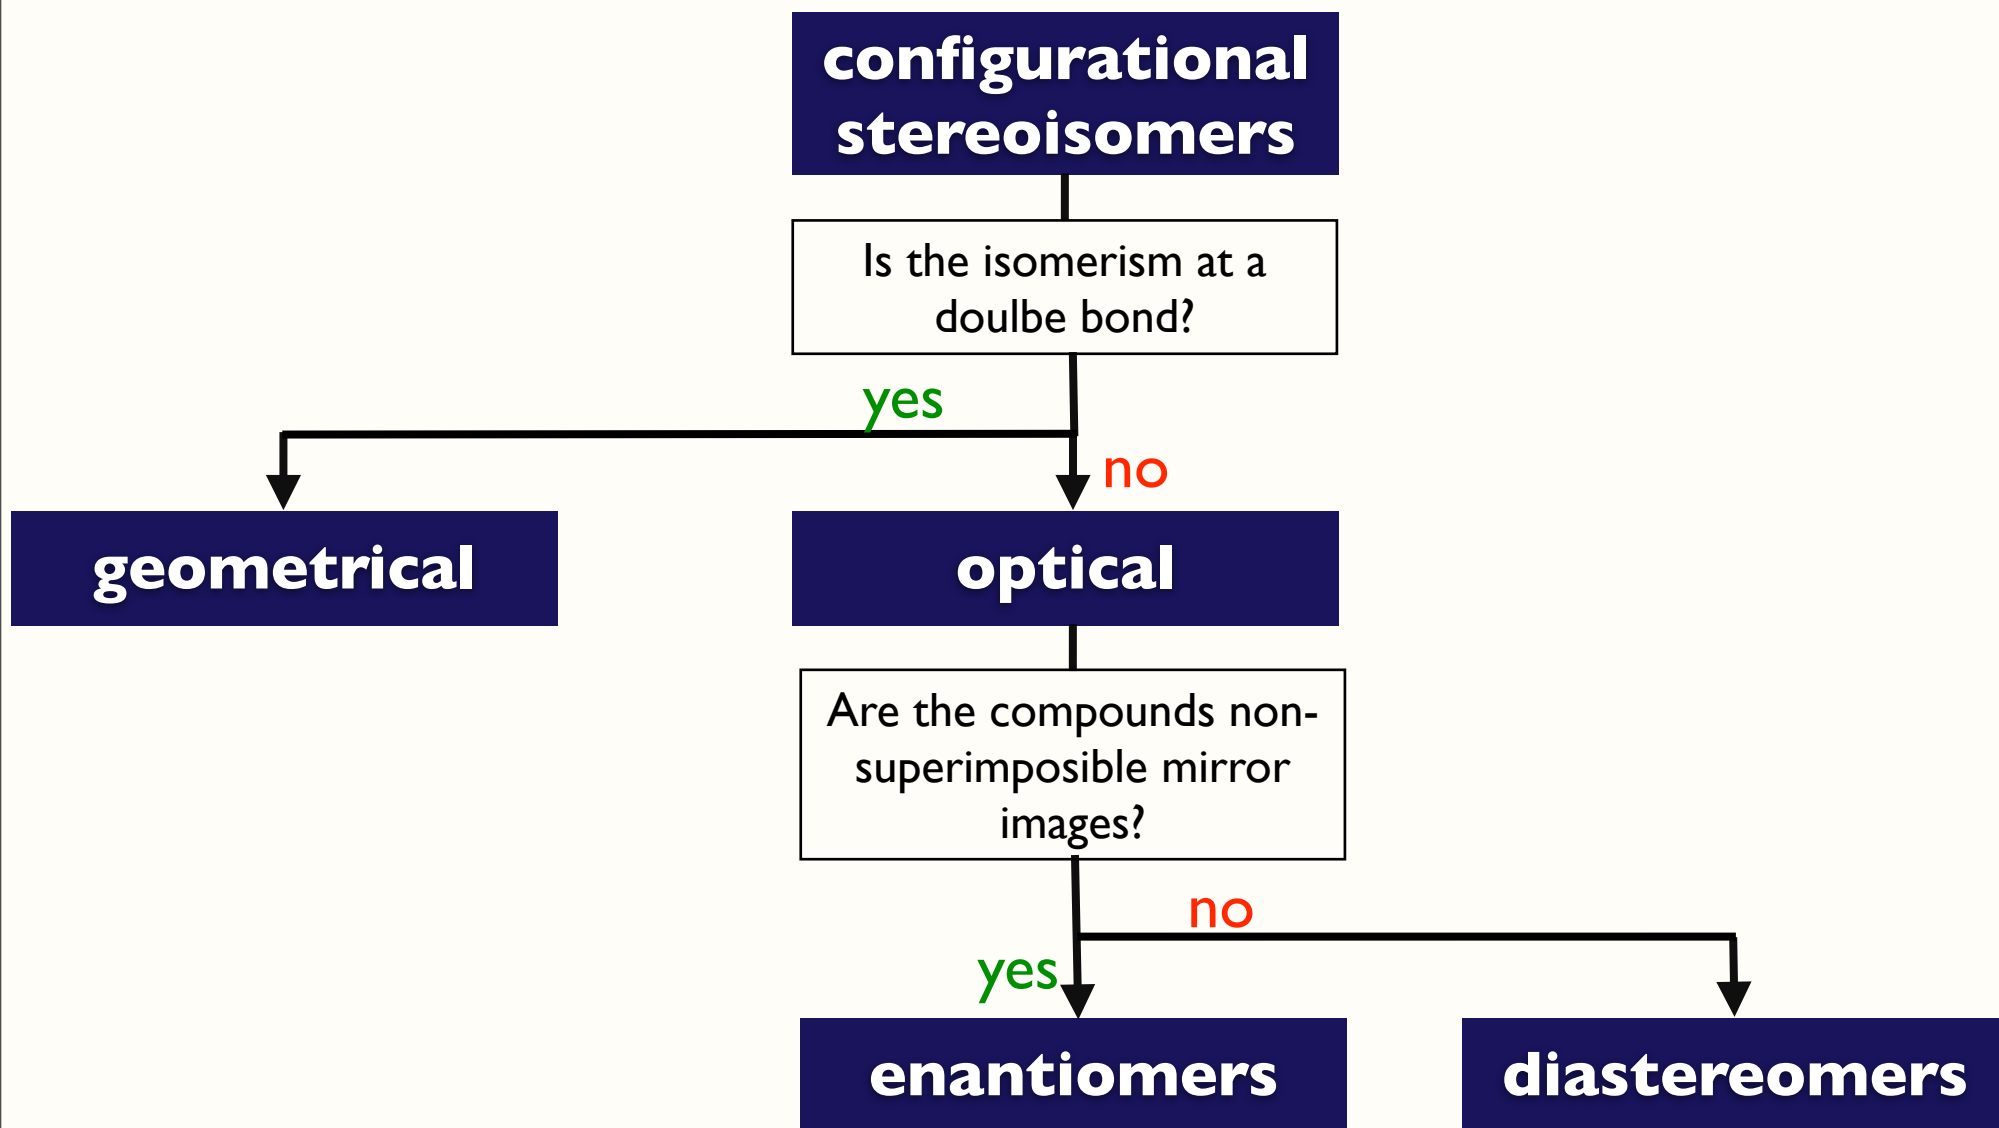 configurational
stereoisomers
Is the isomerism at a
doulbe bond?
yes
no
geometrical
optical
Are the compounds non-
superimposible mirror
images?
no
yes
enantiomers
diastereomers